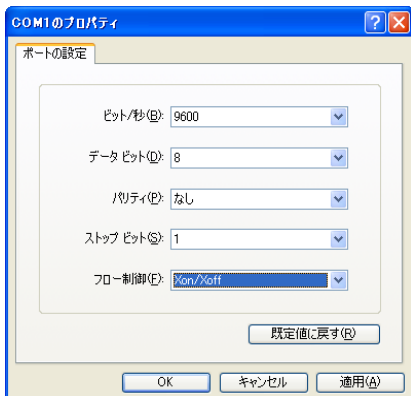 COM1のプロパティ
ポートの設定
ビット/秒(B): 9600
データ ビット(D): 8
パリティ(P): なし
ストップ ビット(S): 1
フロー制御(F): Xon/Xoff
既定値に戻す(R)
OK キャンセル 適用(A)